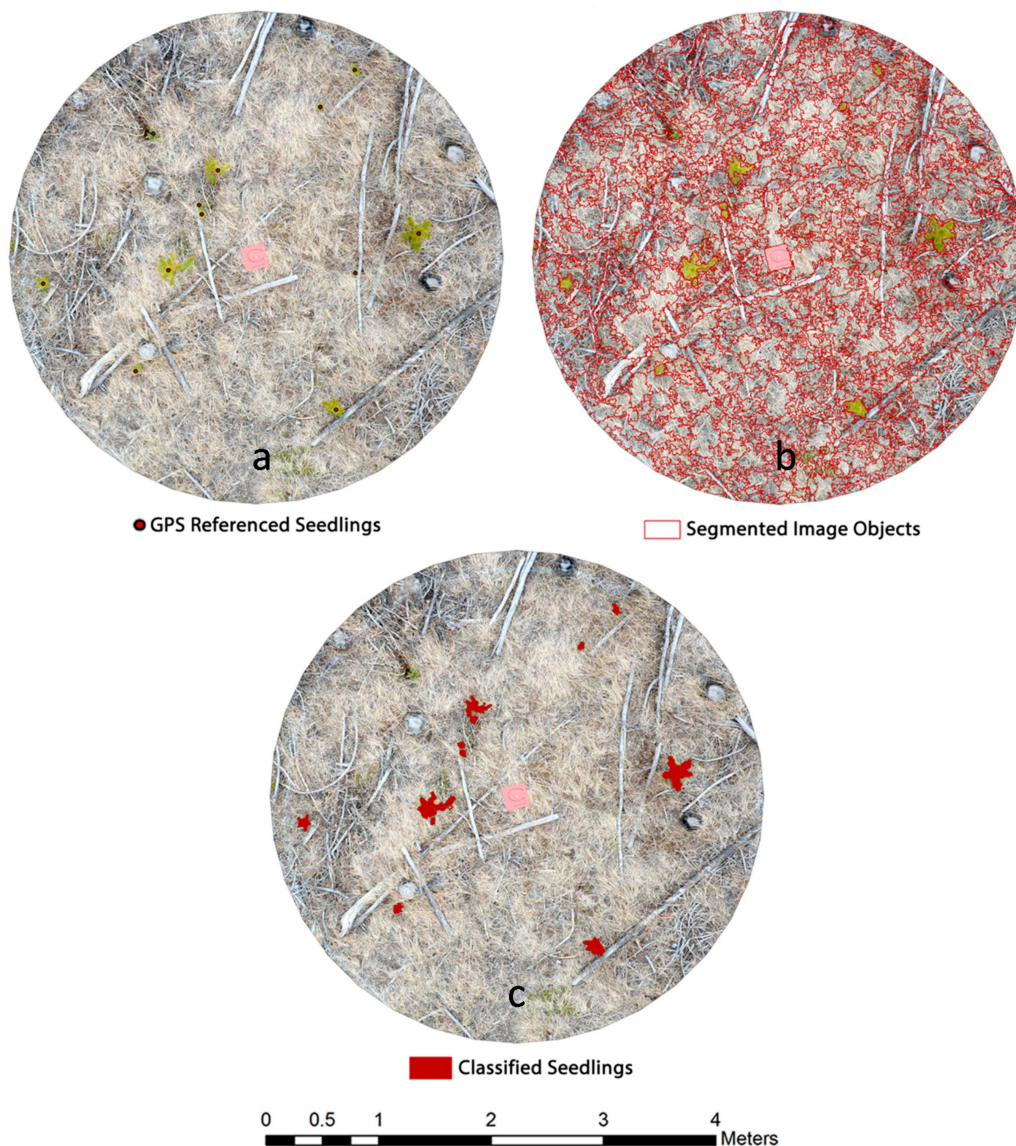 a
b
GPS Referenced Seedlings
Segmented Image Objects
c
Classified Seedlings
0 0.5 1 2 3 4
Meters